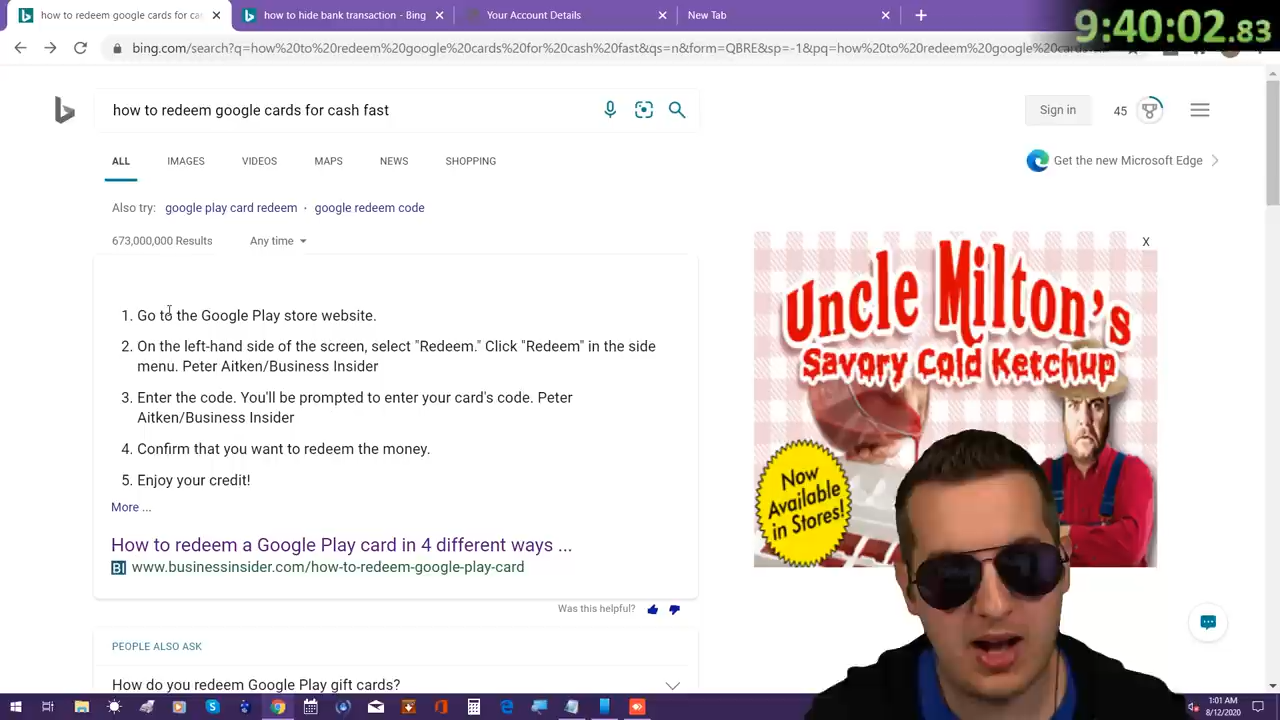 how to redeem google cards for cas
how to hide bank transaction - Bing
Your Account Details
New Tab
9:40:02.83
bing.com/search?q=how%20to%20redeem%20google%20cards%20
%20cash%20fast&qs=n&form=QBRE&sp=-1&pq=how%20to%20redeem%20google%20
how to redeem google cards for cash fast
Sign in
45
ALL
IMAGES
VIDEOS
MAPS
NEWS
SHOPPING
Get the new Microsoft Edge
Also try: google play card redeem · google redeem code
673,000,000 Results
Any time
X
Uncle Milton's
Savory Cold Ketchup
Now
Available
in Stores!
1. Go to the Google Play store website.
2. On the left-hand side of the screen, select "Redeem." Click "Redeem" in the side
menu. Peter Aitken/Business Insider
3. Enter the code. You'll be prompted to enter your card's code. Peter
Aitken/Business Insider
4. Confirm that you want to redeem the money.
5. Enjoy your credit!
More ...
How to redeem a Google Play card in 4 different ways ...
BI www.businessinsider.com/how-to-redeem-google-play-card
Was this helpful?
PEOPLE ALSO ASK
How do you redeem Google Play gift cards?
1:01 AM
8/12/2020